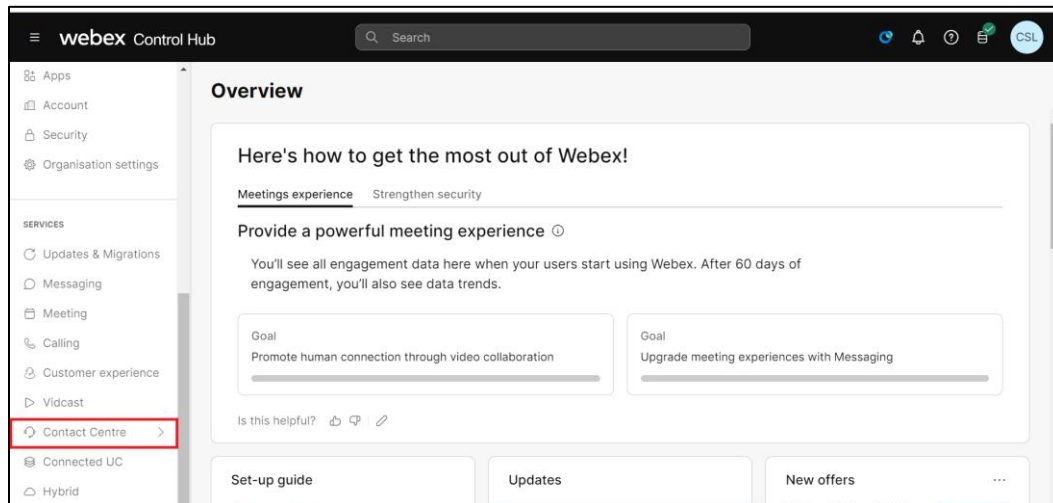 webex Control Hub
Search
CSL
Apps
Account
Security
Organisation settings
SERVICES
Updates & Migrations
Messaging
Meeting
Calling
Customer experience
Vidcast
Contact Centre
Connected UC
Hybrid
Overview
Here's how to get the most out of Webex!
Meetings experience Strengthen security
Provide a powerful meeting experience
You'll see all engagement data here when your users start using Webex. After 60 days of
engagement, you'll also see data trends.
Goal
Promote human connection through video collaboration
Goal
Upgrade meeting experiences with Messaging
Is this helpful?
Set-up guide
Updates
New offers